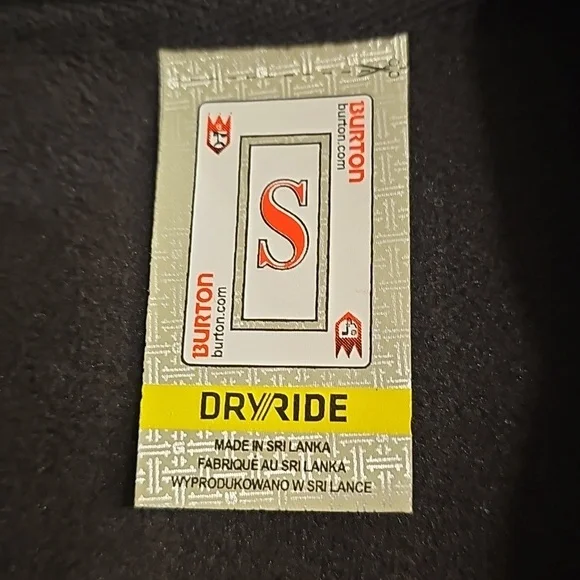 BURTON
burton.com
S
BURTON
burton.com
DRYRIDE
MADE IN SRI LANKA
FABRIQUÉ AU SRI LANKA
WYPRODUKOWANO W SRI LANCE